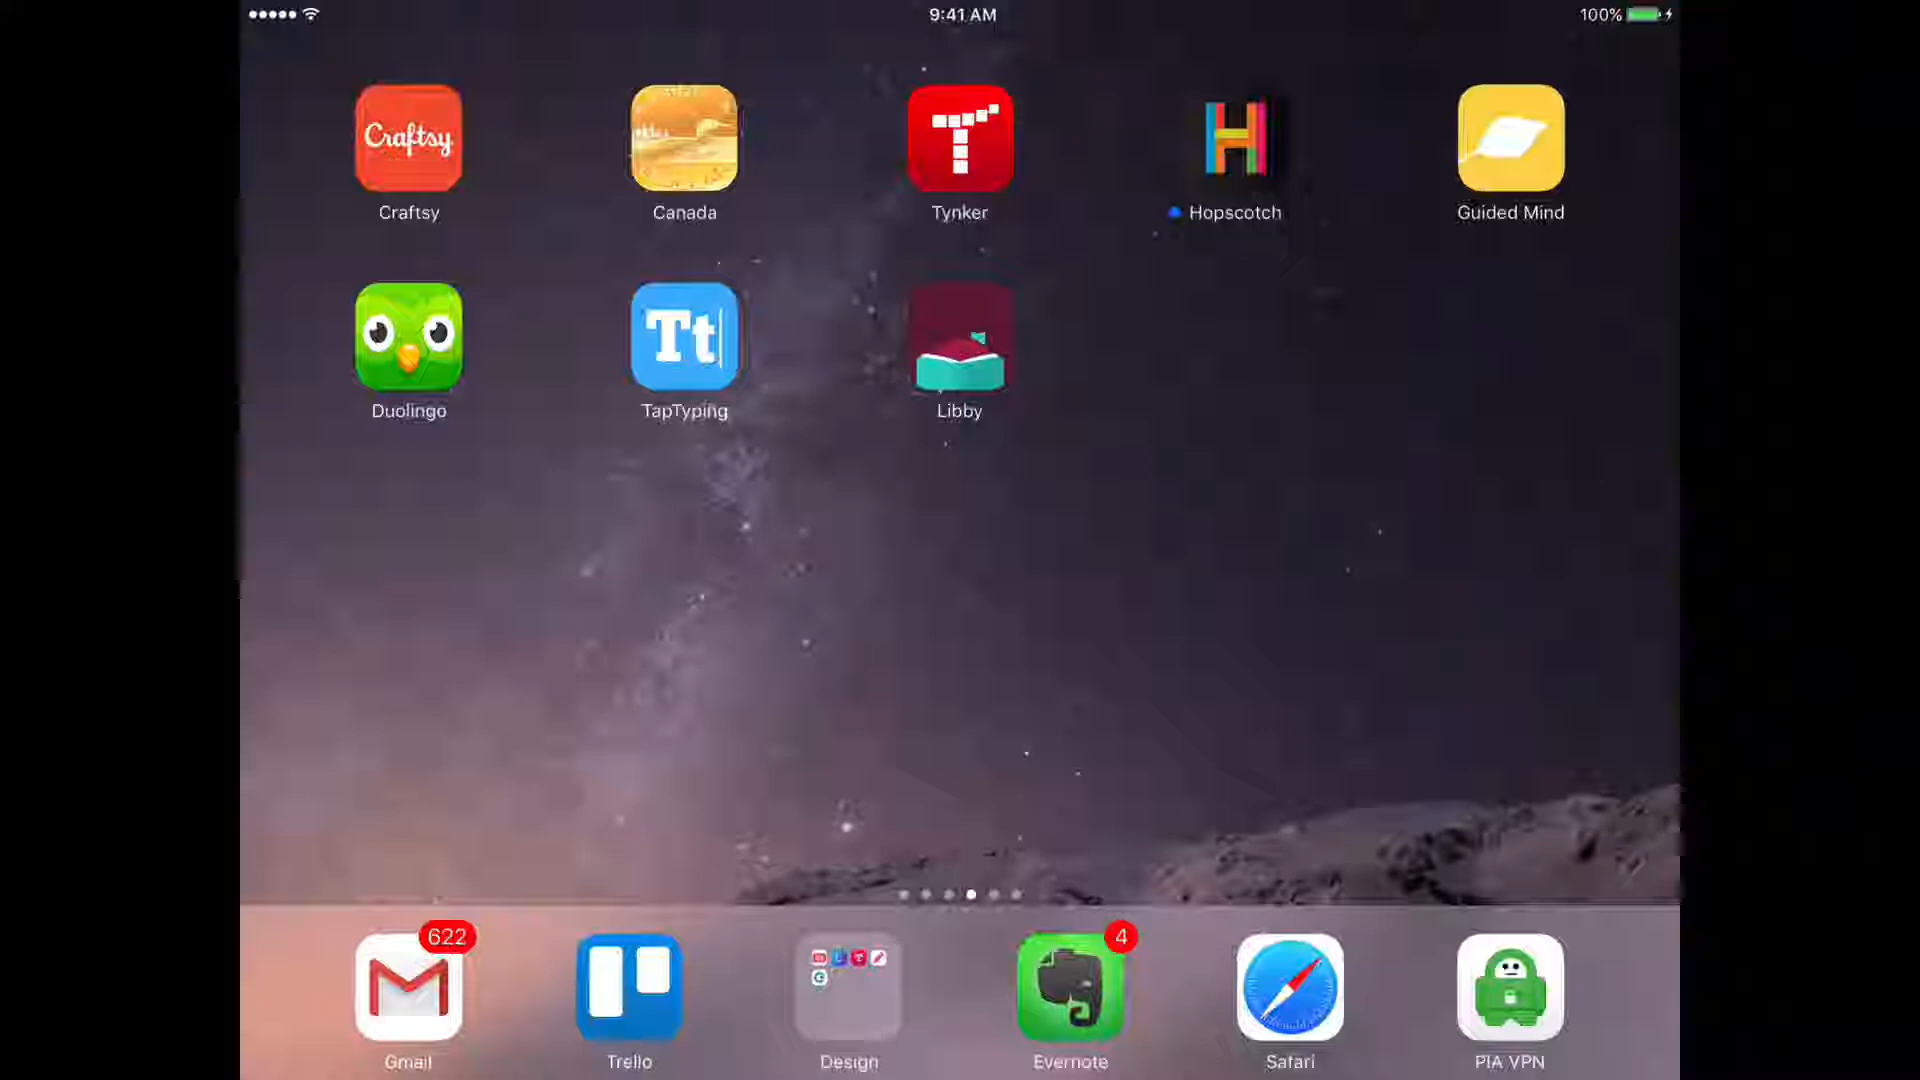 9:41 AM
100%
Craftsy
Craftsy
Canada
Tynker
Hopscotch
Guided Mind
Tt
Duolingo
TapTyping
Libby
622
4
Gmail
Trello
Design
Evernote
Safari
PIA VPN